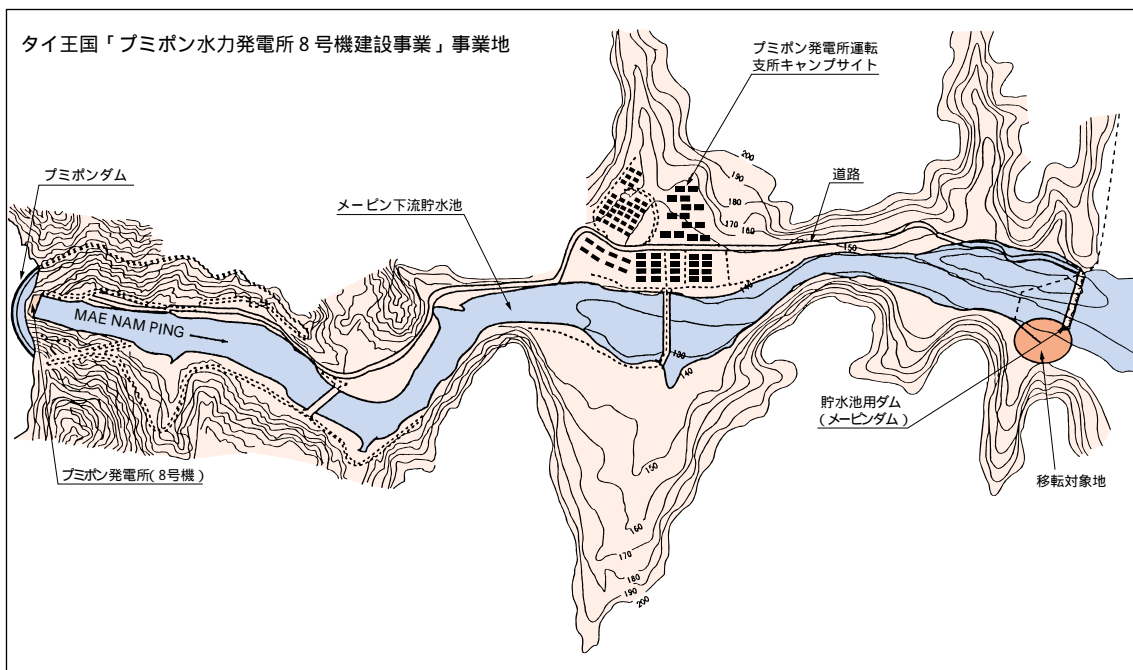 タイ王国「プミポン水力発電所8号機建設事業」事業地
プミポン発電所運転
支所キャンプサイト
プミポンダム
メーピン下流貯水池
道路
200
190
180
170 160
150
140
MAE NAM PING
130
140
貯水池用ダム
(メーピンダム)
プミポン発電所(8号機)
移転対象地
150
160
170
180
190
200